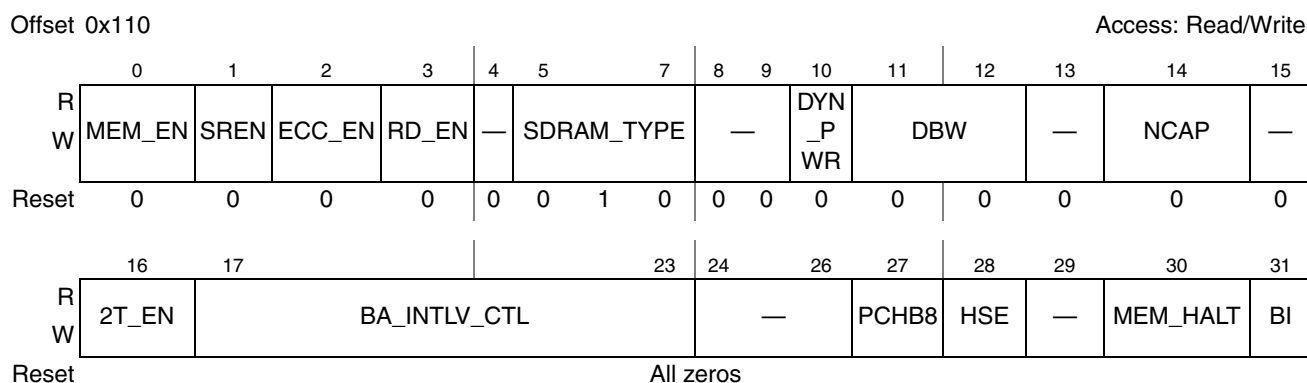 Offset 0x110 Access: Read/Write
0 1 2 3 4 5 7 8 9 10 11 12 13 14 15
R
W
MEM_EN SREN ECC_EN RD_EN — SDRAM_TYPE — DYN
_P
WR
DBW — NCAP —
Reset 0 0 0 0 0 0 1 0 0 0 0 0 0 0 0 0
16 17 23 24 26 27 28 29 30 31
R
W
2T_EN BA_INTLV_CTL — PCHB8 HSE — MEM_HALT BI
Reset All zeros